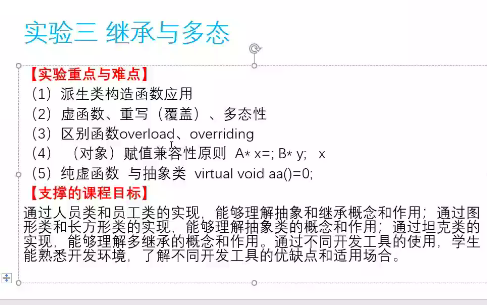 实验三 继承与多态
【实验重点与难点】
（1）派生类构造函数应用
（2）虚函数、重写（覆盖）、多态性
（3）区别函数overload、overriding
（4）（对象）赋值兼容性原则 A* x=; B* y; x
（5）纯虚函数 与抽象类 virtual void aa()=0;
【支撑的课程目标】
通过人员类和员工类的实现，能够理解抽象和继承概念和作用；通过图
形类和长方形类的实现，能够理解抽象类的概念和作用；通过坦克类的
实现，能够理解多继承的概念和作用。通过不同开发工具的使用，学生
能熟悉开发环境，了解不同开发工具的优缺点和适用场合。